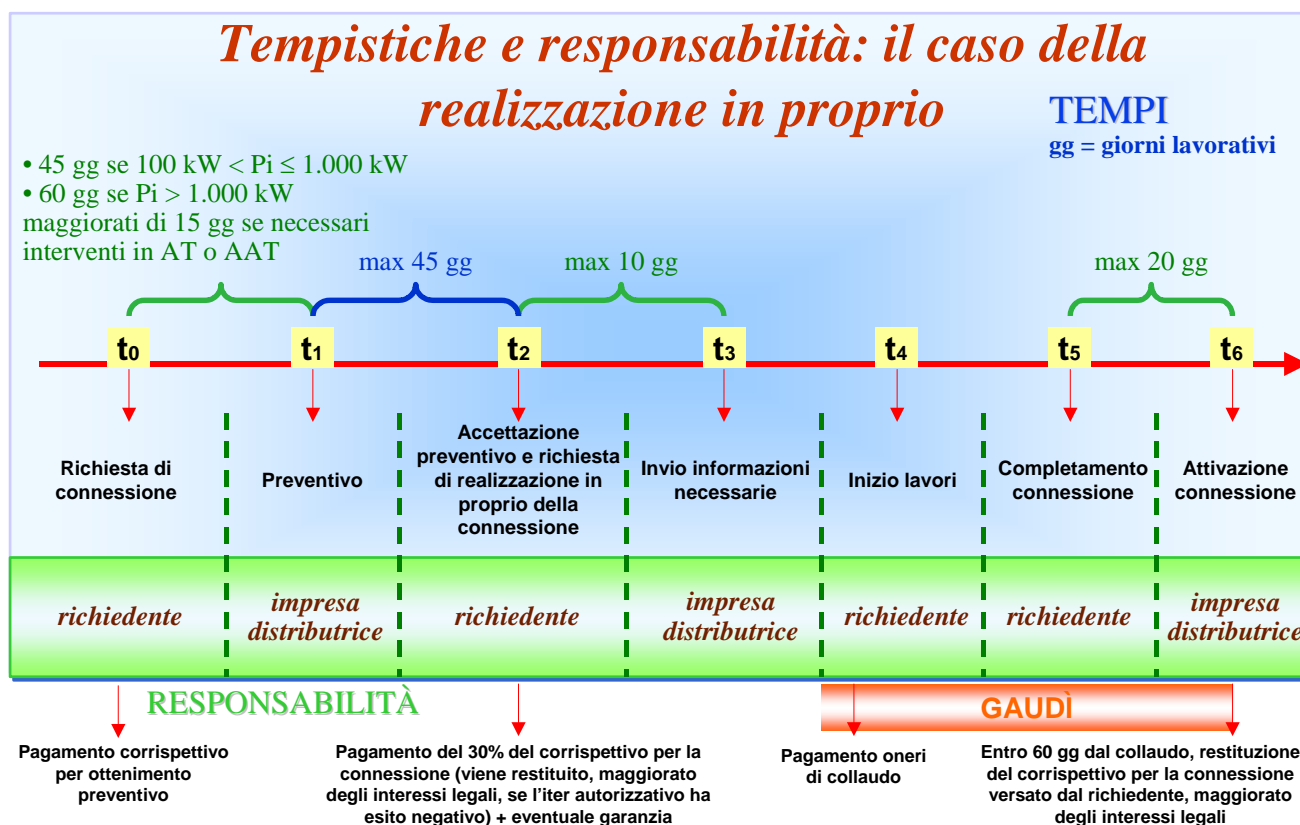 Tempistiche e responsabilità: il caso della
realizzazione in proprio
TEMPI
gg = giorni lavorativi
• 45 gg se 100 kW < Pi ≤ 1.000 kW
• 60 gg se Pi > 1.000 kW
maggiorati di 15 gg se necessari
interventi in AT o AAT
max 45 gg
max 10 gg
max 20 gg
t0
t1
t2
t3
t4
t5
t6
Richiesta di
connessione
Preventivo
Accettazione
preventivo e richiesta
di realizzazione in
proprio della
connessione
Invio informazioni
necessarie
Inizio lavori
Completamento
connessione
Attivazione
connessione
richiedente
impresa
distributrice
richiedente
impresa
distributrice
richiedente
richiedente
impresa
distributrice
RESPONSABILITÀ
GAUDÌ
Pagamento corrispettivo
per ottenimento
preventivo
Pagamento del 30% del corrispettivo per la
connessione (viene restituito, maggiorato
degli interessi legali, se l’iter autorizzativo ha
esito negativo) + eventuale garanzia
Pagamento oneri
di collaudo
Entro 60 gg dal collaudo, restituzione
del corrispettivo per la connessione
versato dal richiedente, maggiorato
degli interessi legali